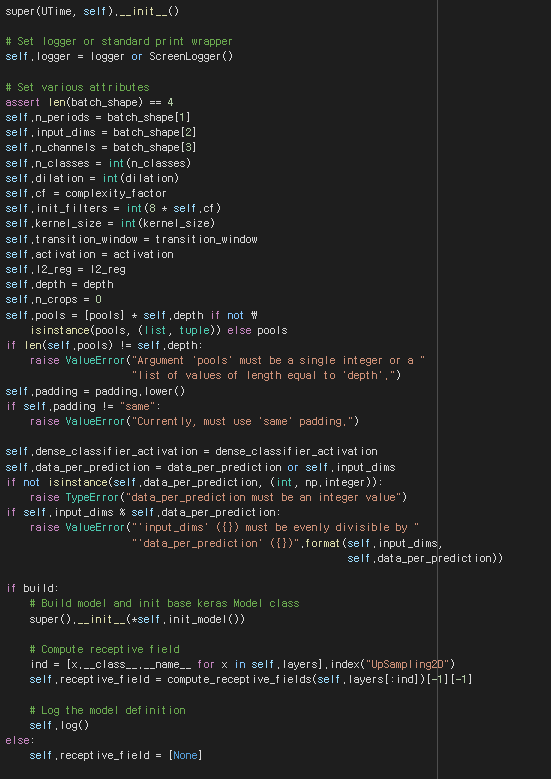 super(UTime, self).__init__()

# Set logger or standard print wrapper
self.logger = logger or ScreenLogger()

# Set various attributes
assert len(batch_shape) == 4
self.n_periods = batch_shape[1]
self.input_dims = batch_shape[2]
self.n_channels = batch_shape[3]
self.n_classes = int(n_classes)
self.dilation = int(dilation)
self.cf = complexity_factor
self.init_filters = int(8 * self.cf)
self.kernel_size = int(kernel_size)
self.transition_window = transition_window
self.activation = activation
self.l2_reg = l2_reg
self.depth = depth
self.n_crops = 0
self.pools = [pools] * self.depth if not ₩
    isinstance(pools, (list, tuple)) else pools
if len(self.pools) != self.depth:
    raise ValueError("Argument 'pools' must be a single integer or a "
                     "list of values of length equal to 'depth'.")
self.padding = padding.lower()
if self.padding != "same":
    raise ValueError("Currently, must use 'same' padding.")

self.dense_classifier_activation = dense_classifier_activation
self.data_per_prediction = data_per_prediction or self.input_dims
if not isinstance(self.data_per_prediction, (int, np.integer)):
    raise TypeError("data_per_prediction must be an integer value")
if self.input_dims % self.data_per_prediction:
    raise ValueError("'input_dims' ({}) must be evenly divisible by "
                     "'data_per_prediction' ({})".format(self.input_dims,
                                                         self.data_per_prediction))

if build:
    # Build model and init base keras Model class
    super().__init__(*self.init_model())

    # Compute receptive field
    ind = [x.__class__.__name__ for x in self.layers].index("UpSampling2D")
    self.receptive_field = compute_receptive_fields(self.layers[:ind])[-1][-1]

    # Log the model definition
    self.log()
else:
    self.receptive_field = [None]